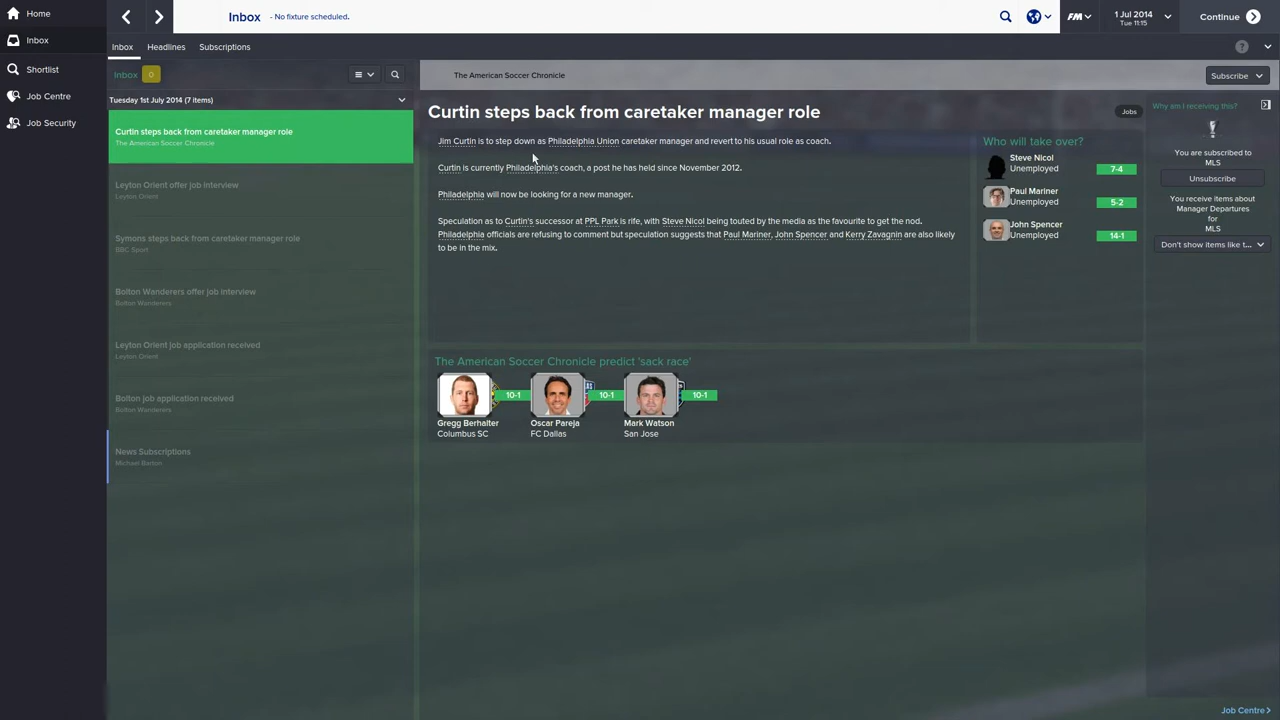 Home
Inbox
Shortlist
Job Centre
Job Security
Inbox - No fixture scheduled.
FM
1 Jul 2014
Tue 11:15
Continue
Inbox Headlines Subscriptions
Inbox 0
Tuesday 1st July 2014 (7 items)
Curtin steps back from caretaker manager role
The American Soccer Chronicle
Leyton Orient offer job interview
Leyton Orient
Symons steps back from caretaker manager role
BBC Sport
Bolton Wanderers offer job interview
Bolton Wanderers
Leyton Orient job application received
Leyton Orient
Bolton job application received
Bolton Wanderers
News Subscriptions
Michael Barton
The American Soccer Chronicle
Subscribe
Curtin steps back from caretaker manager role
Jobs
Jim Curtin is to step down as Philadelphia Union caretaker manager and revert to his usual role as coach.
Curtin is currently Philadelphia's coach, a post he has held since November 2012.
Philadelphia will now be looking for a new manager.
Speculation as to Curtin's successor at PPL Park is rife, with Steve Nicol being touted by the media as the favourite to get the nod.
Philadelphia officials are refusing to comment but speculation suggests that Paul Mariner, John Spencer and Kerry Zavagnin are also likely
to be in the mix.
Who will take over?
Steve Nicol
Unemployed
7-4
Paul Mariner
Unemployed
5-2
John Spencer
Unemployed
14-1
The American Soccer Chronicle predict 'sack race'
10-1
10-1
10-1
Gregg Berhalter
Columbus SC
Oscar Pareja
FC Dallas
Mark Watson
San Jose
Why am I receiving this?
You are subscribed to
MLS
Unsubscribe
You receive items about
Manager Departures
for
MLS
Don't show items like t...
Job Centre